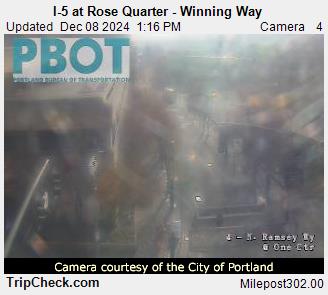 I-5 at Rose Quarter - Winning Way
Updated Dec 08 2024 1:16 PM Camera 4
PBOT
PORTLAND BUREAU OF TRANSPORTATION
4 - N. Ramsey Wy
@ One Ctr
Camera courtesy of the City of Portland
TripCheck.com Milepost302.00